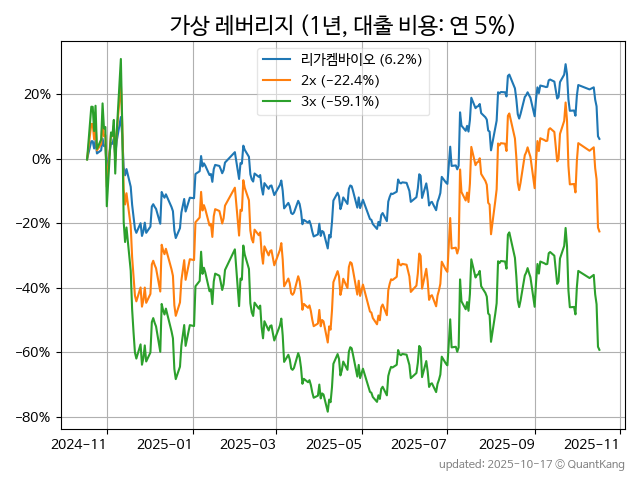 가상 레버리지 (1년, 대출 비용: 연 5%)
리가켐바이오 (6.2%)
2x (−22.4%)
3x (−59.1%)
20%
0%
−20%
−40%
−60%
−80%
2024-11
2025-01
2025-03
2025-05
2025-07
2025-09
2025-11
updated: 2025-10-17 © QuantKang